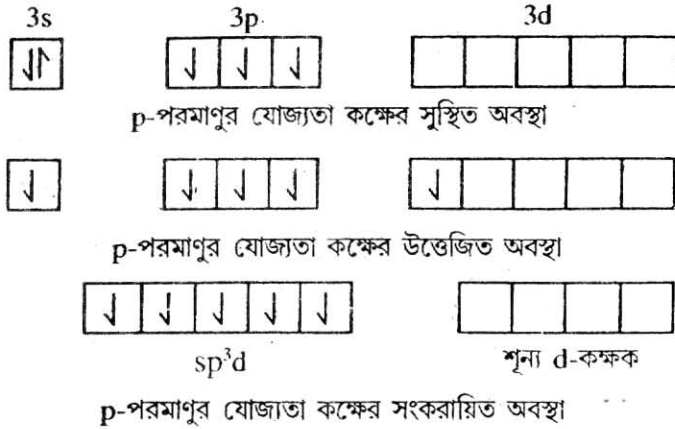 3s 3p 3d
p-পরমাণুর যোজ্যতা কক্ষের সুস্থিত অবস্থা
p-পরমাণুর যোজ্যতা কক্ষের উত্তেজিত অবস্থা
sp³d শূন্য d-কক্ষক
p-পরমাণুর যোজ্যতা কক্ষের সংকরায়িত অবস্থা